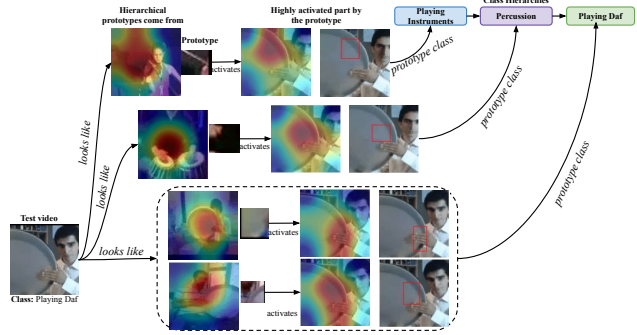 Class Hierarchies
Hierarchical
prototypes come from
Prototype
Highly activated part by
the prototype
Playing
Instruments
Percussion
Playing Daf
activates
prototype class
looks like
activates
prototype class
looks like
activates
prototype class
looks like
activates
Test video
Class: Playing Daf